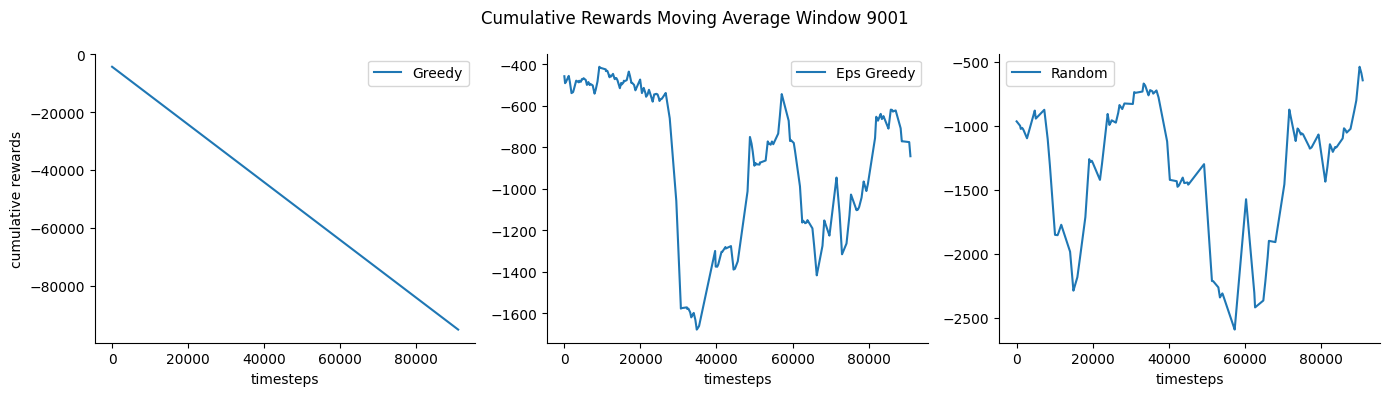 Cumulative Rewards Moving Average Window 9001
cumulative rewards
0
−20000
−40000
−60000
−80000
Greedy
0 20000 40000 60000 80000
timesteps
−400
−600
−800
−1000
−1200
−1400
−1600
Eps Greedy
0 20000 40000 60000 80000
timesteps
−500
−1000
−1500
−2000
−2500
Random
0 20000 40000 60000 80000
timesteps